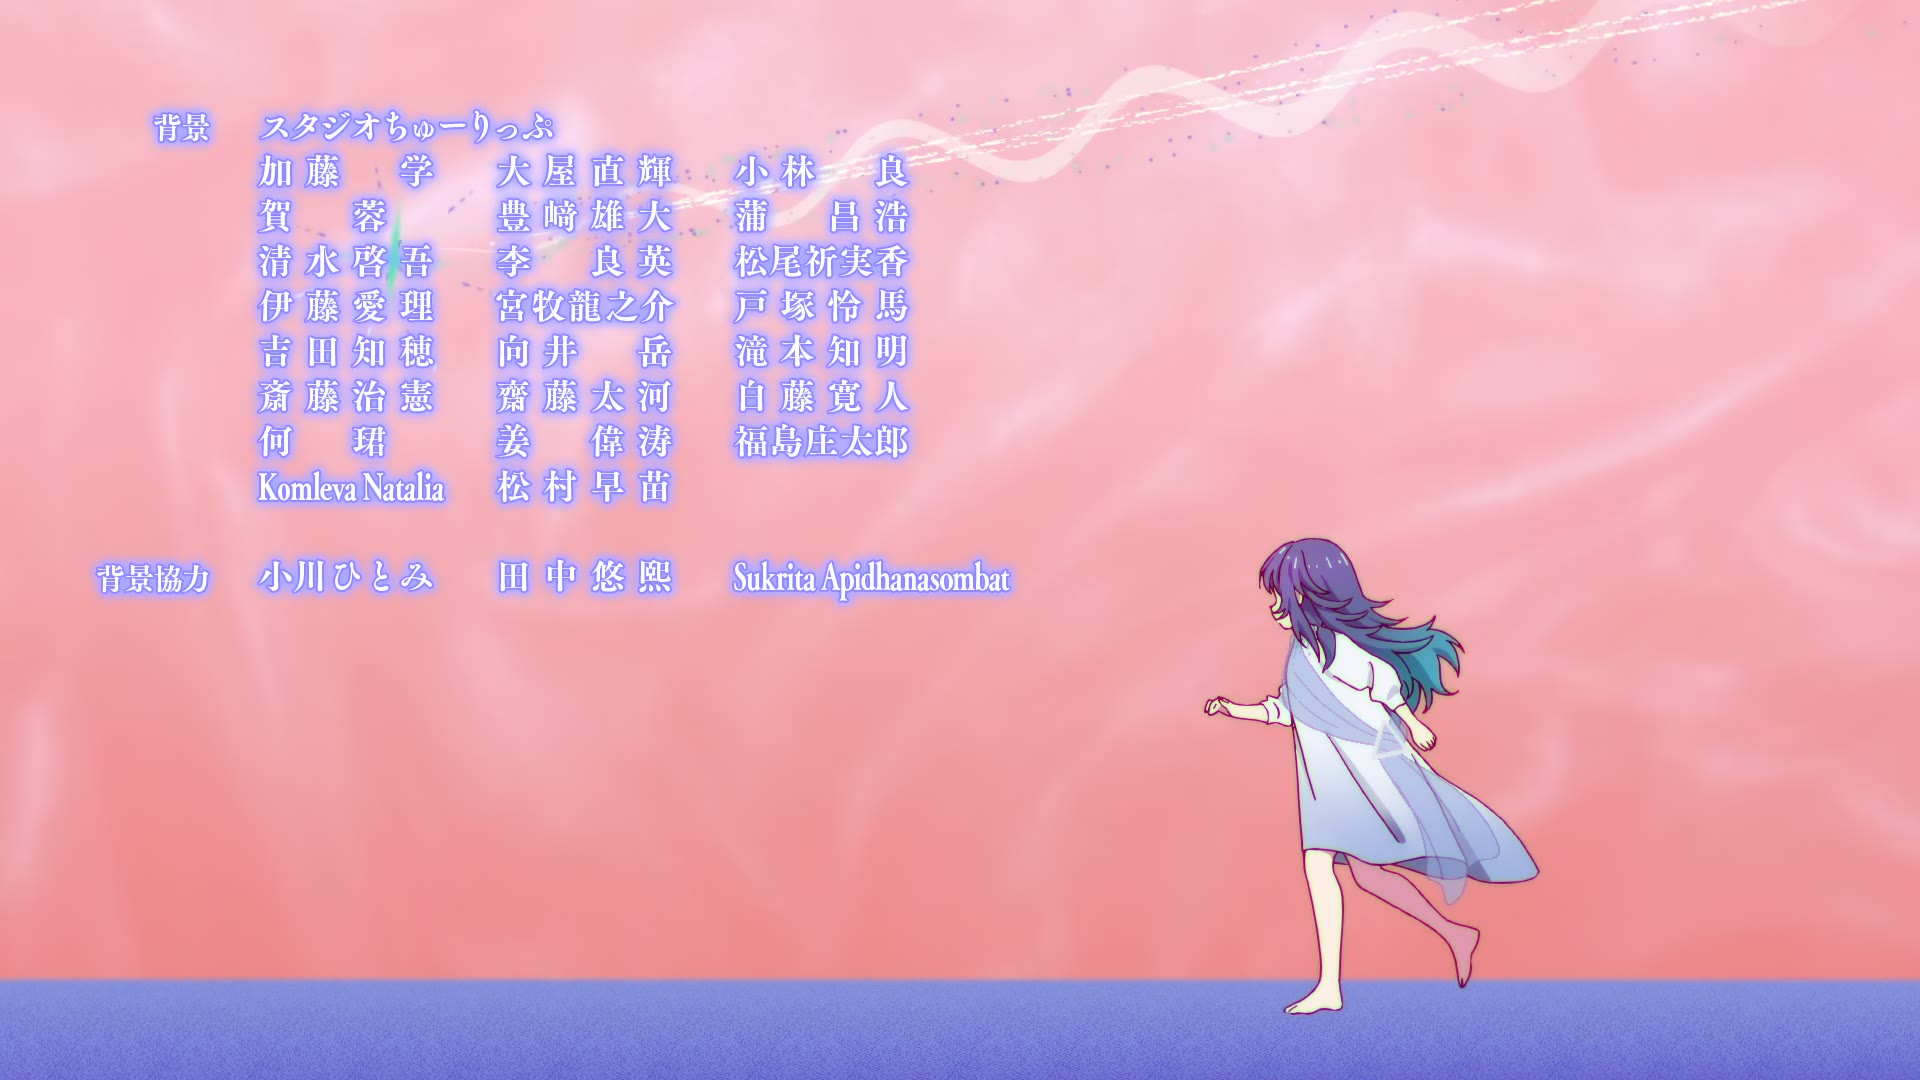 背景 スタジオちゅーりっぷ
加藤 学 大屋直輝 小林 良
賀 蓉 豊﨑雄大 蒲 昌浩
清水啓吾 李 良英 松尾祈実香
伊藤愛理 宮牧龍之介 戸塚怜馬
吉田知穂 向井 岳 滝本知明
斎藤治憲 齋藤太河 白藤寛人
何 珺 姜 偉涛 福島庄太郎
Komleva Natalia 松村早苗
背景協力 小川ひとみ 田中悠熙 Sukrita Apidhanasombat